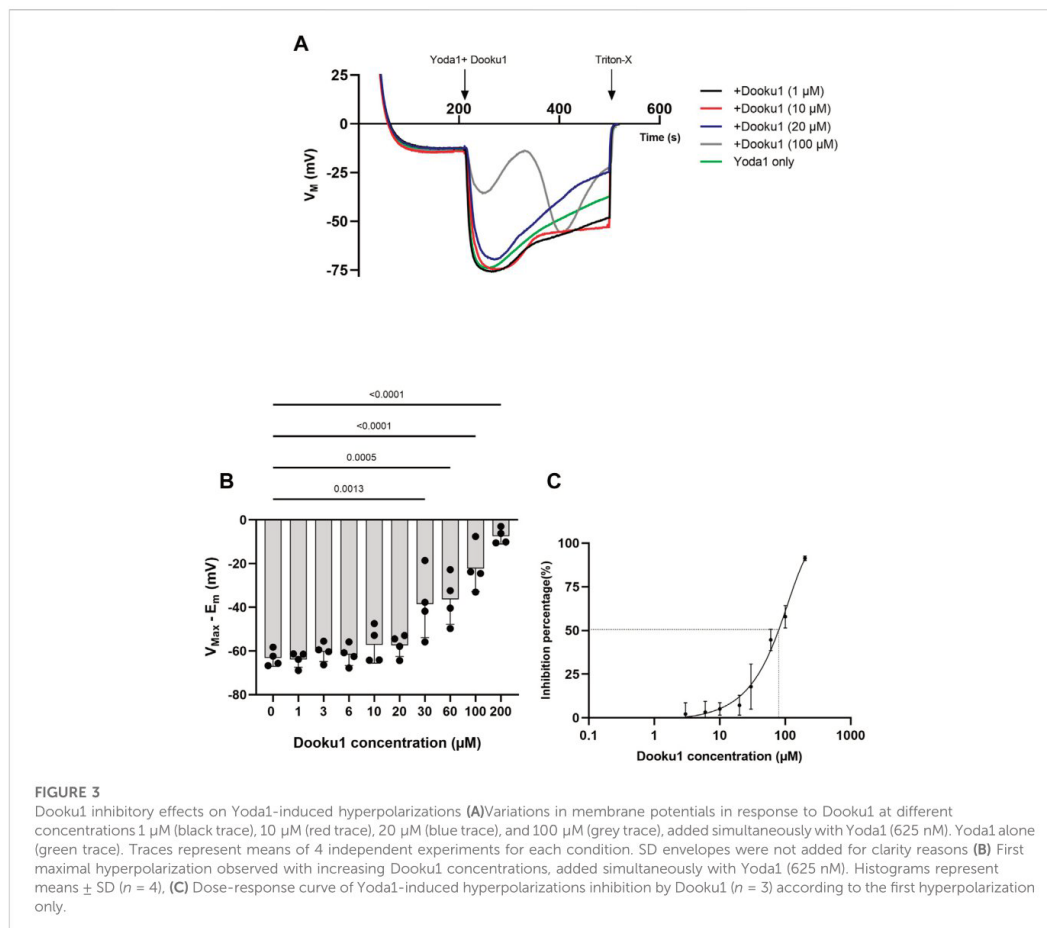 A
Yoda1+ Dooku1
Triton-X
25
0
-25
-50
-75
200
400
600
Time (s)
VM (mV)
+Dooku1 (1 µM)
+Dooku1 (10 µM)
+Dooku1 (20 µM)
+Dooku1 (100 µM)
Yoda1 only
<0.0001
<0.0001
0.0005
0.0013
B
0
-20
-40
-60
-80
VMax - Em (mV)
0 1 3 6 10 20 30 60 100 200
Dooku1 concentration (µM)
C
100
75
50
25
0
Inhibition percentage(%)
0.1 1 10 100 1000
Dooku1 concentration (µM)
FIGURE 3
Dooku1 inhibitory effects on Yoda1-induced hyperpolarizations (A)Variations in membrane potentials in response to Dooku1 at different
concentrations 1 µM (black trace), 10 µM (red trace), 20 µM (blue trace), and 100 µM (grey trace), added simultaneously with Yoda1 (625 nM). Yoda1 alone
(green trace). Traces represent means of 4 independent experiments for each condition. SD envelopes were not added for clarity reasons (B) First
maximal hyperpolarization observed with increasing Dooku1 concentrations, added simultaneously with Yoda1 (625 nM). Histograms represent
means ± SD (n = 4), (C) Dose-response curve of Yoda1-induced hyperpolarizations inhibition by Dooku1 (n = 3) according to the first hyperpolarization
only.